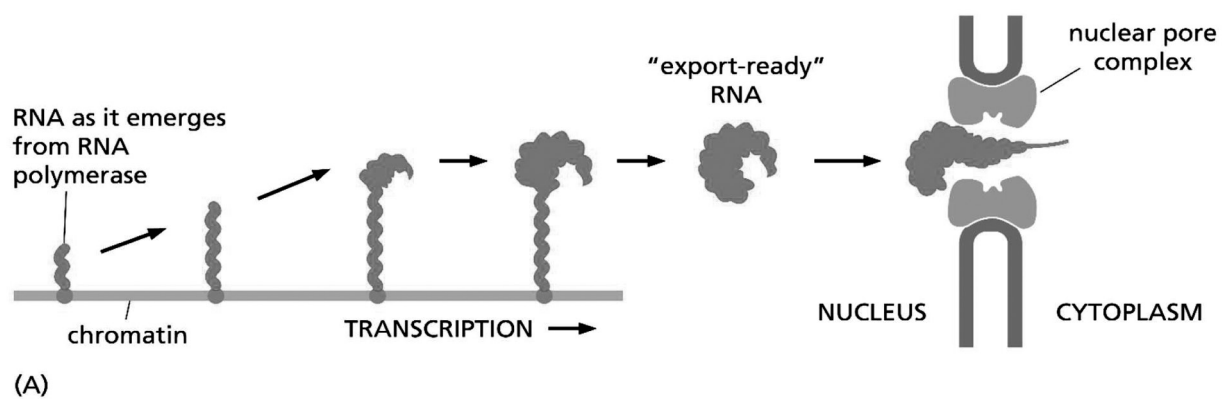 RNA as it emerges
from RNA
polymerase
chromatin
TRANSCRIPTION
“export-ready”
RNA
nuclear pore
complex
NUCLEUS
CYTOPLASM
(A)